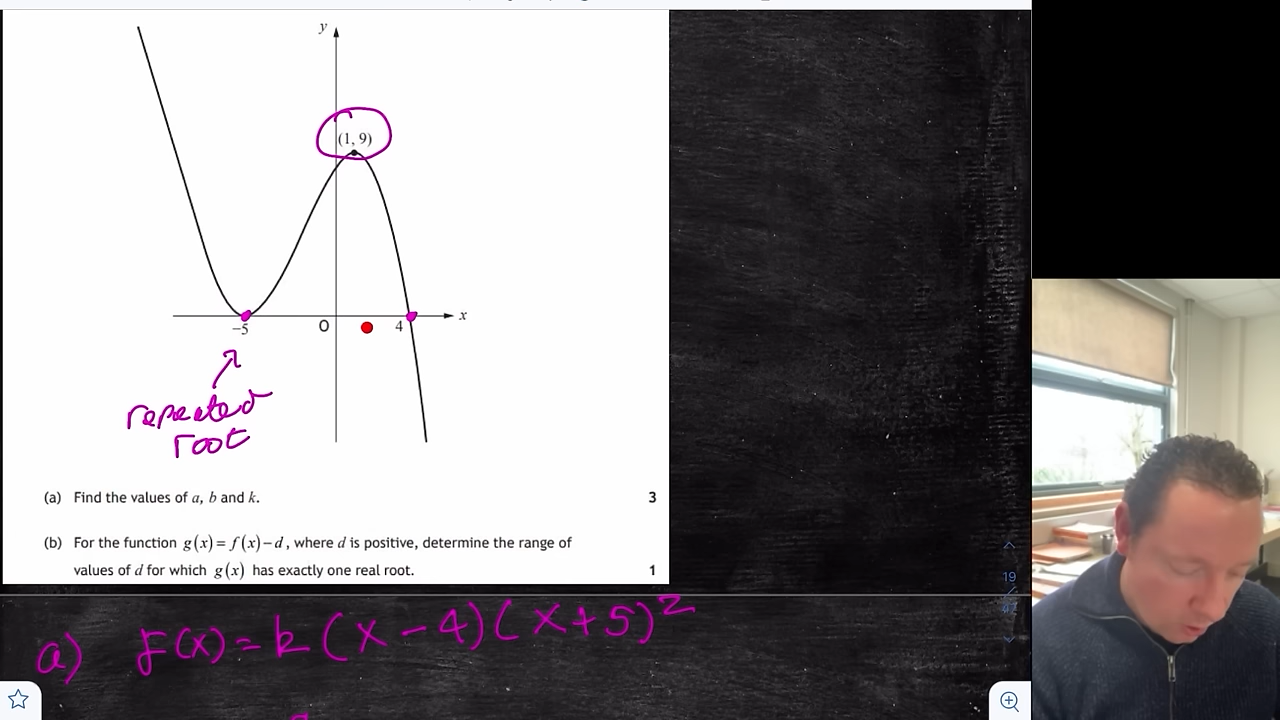 y
(1, 9)
−5
O
4
x
repeated
root
(a) Find the values of a, b and k.
3
(b) For the function g(x) = f(x) − d, where d is positive, determine the range of
values of d for which g(x) has exactly one real root.
1
19
a) f(x) = k(x − 4)(x + 5)²